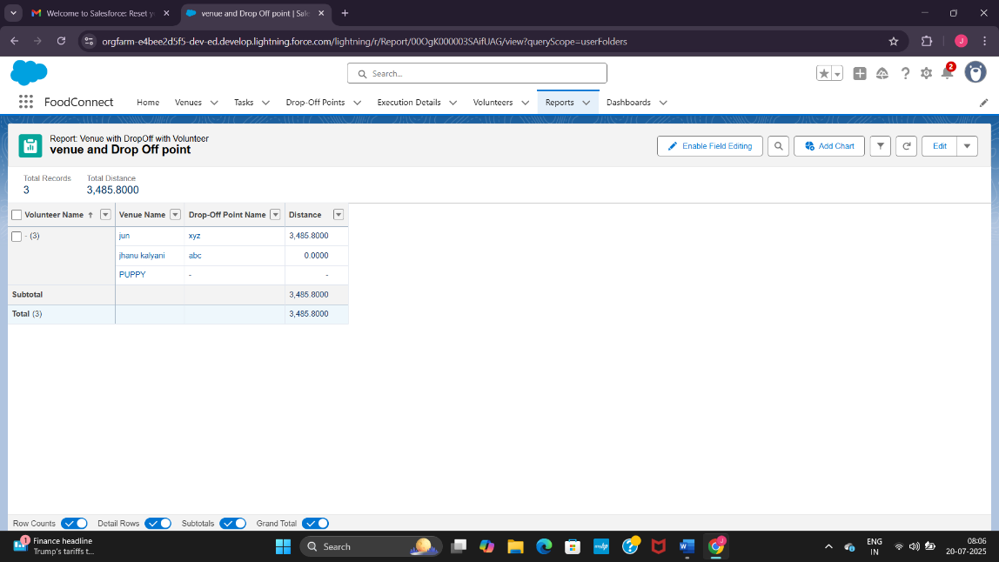 Welcome to Salesforce: Reset y
venue and Drop Off point | Sal
orgfarm-e4bee2d5f5-dev-ed.develop.lightning.force.com/lightning/r/Report/00OgK000003SAifUAG/view?queryScope=userFolders
J
Search...
2
FoodConnect
Home
Venues
Tasks
Drop-Off Points
Execution Details
Volunteers
Reports
Dashboards
Report: Venue with DropOff with Volunteer
venue and Drop Off point
Enable Field Editing
Add Chart
Edit
Total Records
3
Total Distance
3,485.8000
Volunteer Name ↑
Venue Name
Drop-Off Point Name
Distance
- (3)
jun
xyz
3,485.8000
jhanu kalyani
abc
0.0000
PUPPY
-
-
Subtotal
3,485.8000
Total (3)
3,485.8000
Row Counts
Detail Rows
Subtotals
Grand Total
1
Finance headline
Trump's tariffs t...
Search
myhp
W
J
ENG
IN
08:06
20-07-2025